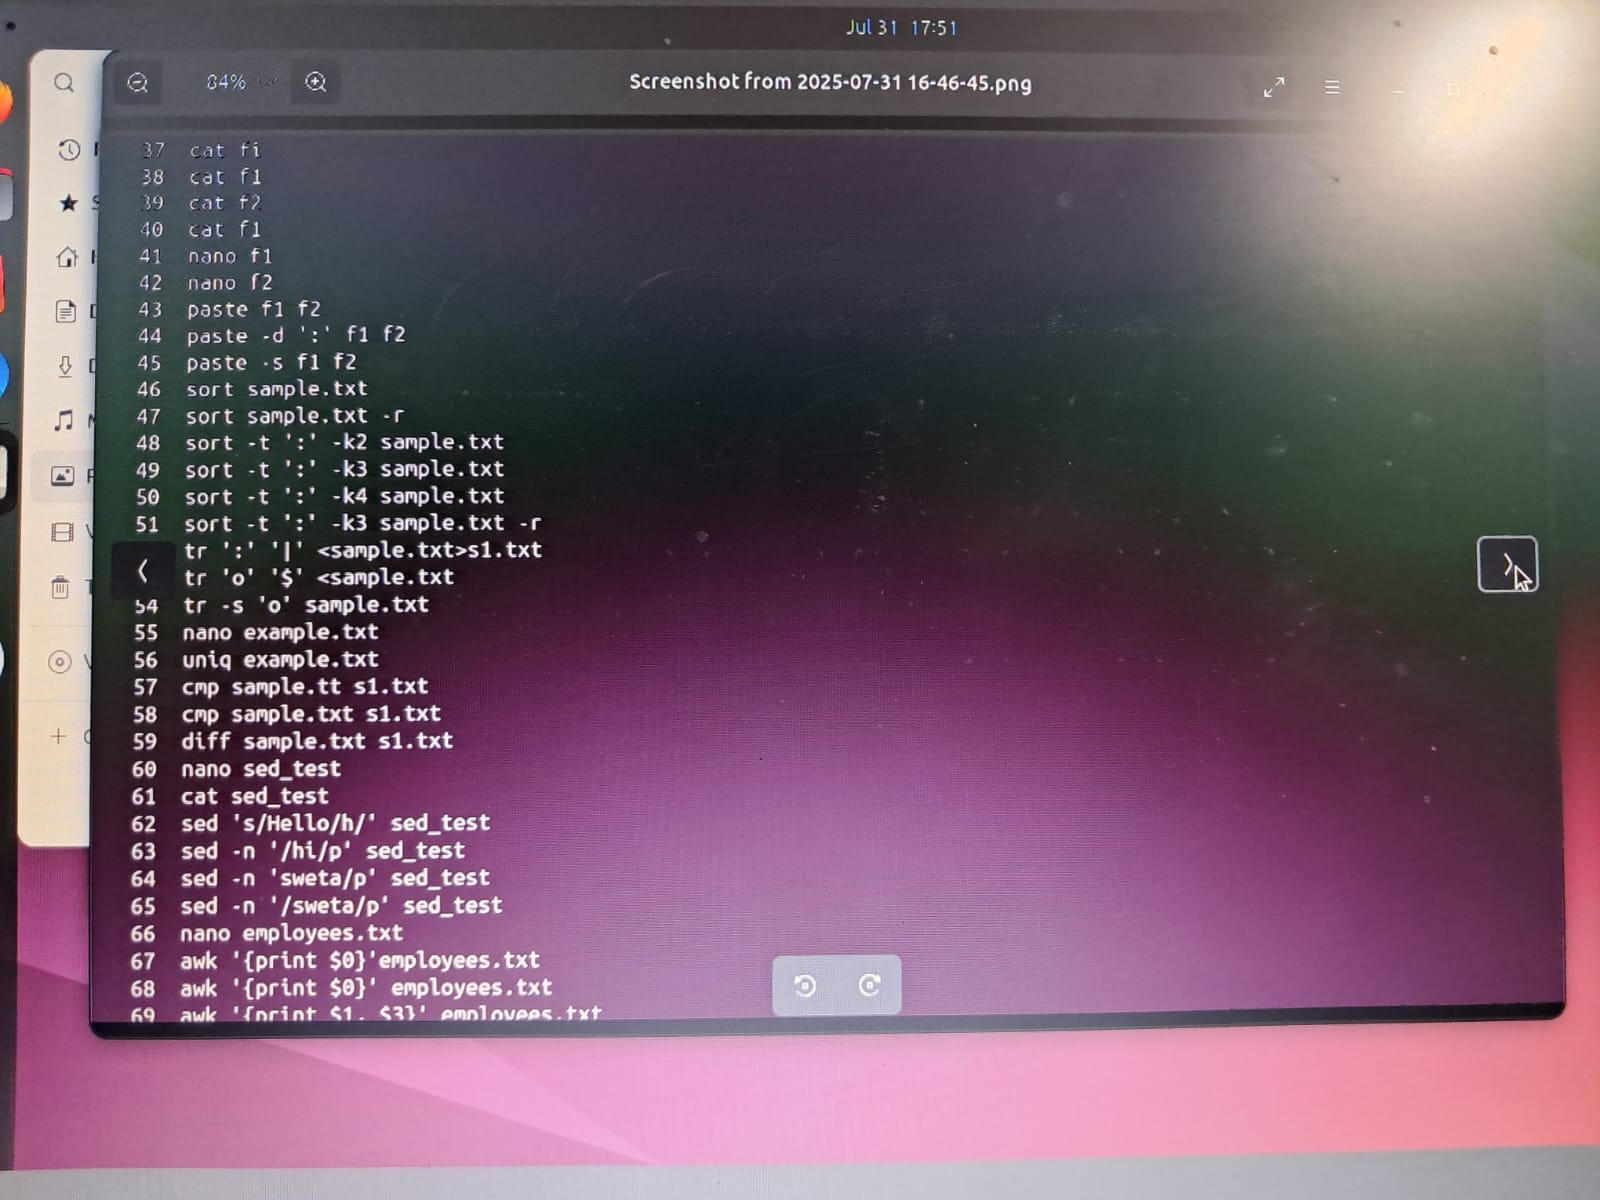 Jul 31 17:51
84%
Screenshot from 2025-07-31 16-46-45.png
37 cat fi
38 cat f1
39 cat f2
40 cat f1
41 nano f1
42 nano f2
43 paste f1 f2
44 paste -d ':' f1 f2
45 paste -s f1 f2
46 sort sample.txt
47 sort sample.txt -r
48 sort -t ':' -k2 sample.txt
49 sort -t ':' -k3 sample.txt
50 sort -t ':' -k4 sample.txt
51 sort -t ':' -k3 sample.txt -r
tr ':' '|' <sample.txt>s1.txt
tr 'o' '$' <sample.txt
54 tr -s 'o' sample.txt
55 nano example.txt
56 uniq example.txt
57 cmp sample.tt s1.txt
58 cmp sample.txt s1.txt
59 diff sample.txt s1.txt
60 nano sed_test
61 cat sed_test
62 sed 's/Hello/h/' sed_test
63 sed -n '/hi/p' sed_test
64 sed -n 'sweta/p' sed_test
65 sed -n '/sweta/p' sed_test
66 nano employees.txt
67 awk '{print $0}'employees.txt
68 awk '{print $0}' employees.txt
69 awk '{print $1, $3}' employees.txt